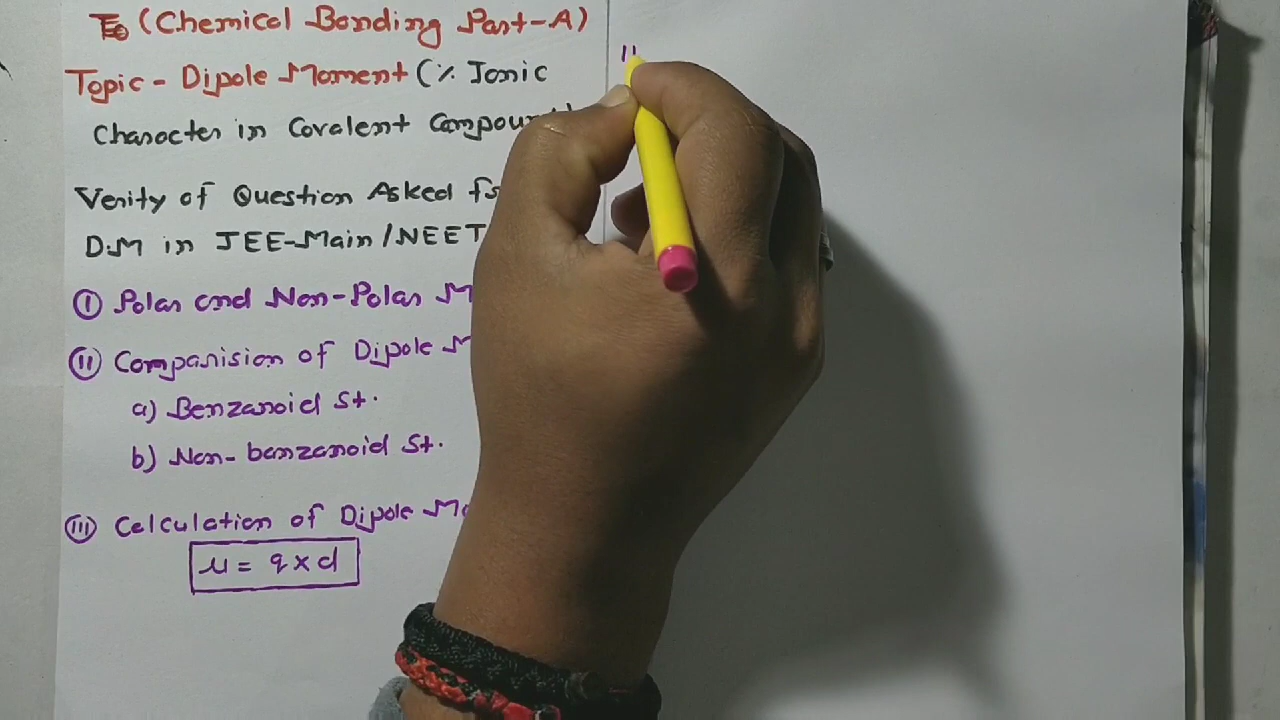 (Chemical Bonding Part-A)
Topic - Dipole Moment (% Ionic
Character in Covalent
Verity of Question Asked
D.M in JEE-Main/NEET
(I) Polar and Non-Polar
(II) Comparision of Dipole
a) Benzanoid St.
b) Non-banzanoid St.
(III) Calculation of Dipole
μ = q x d